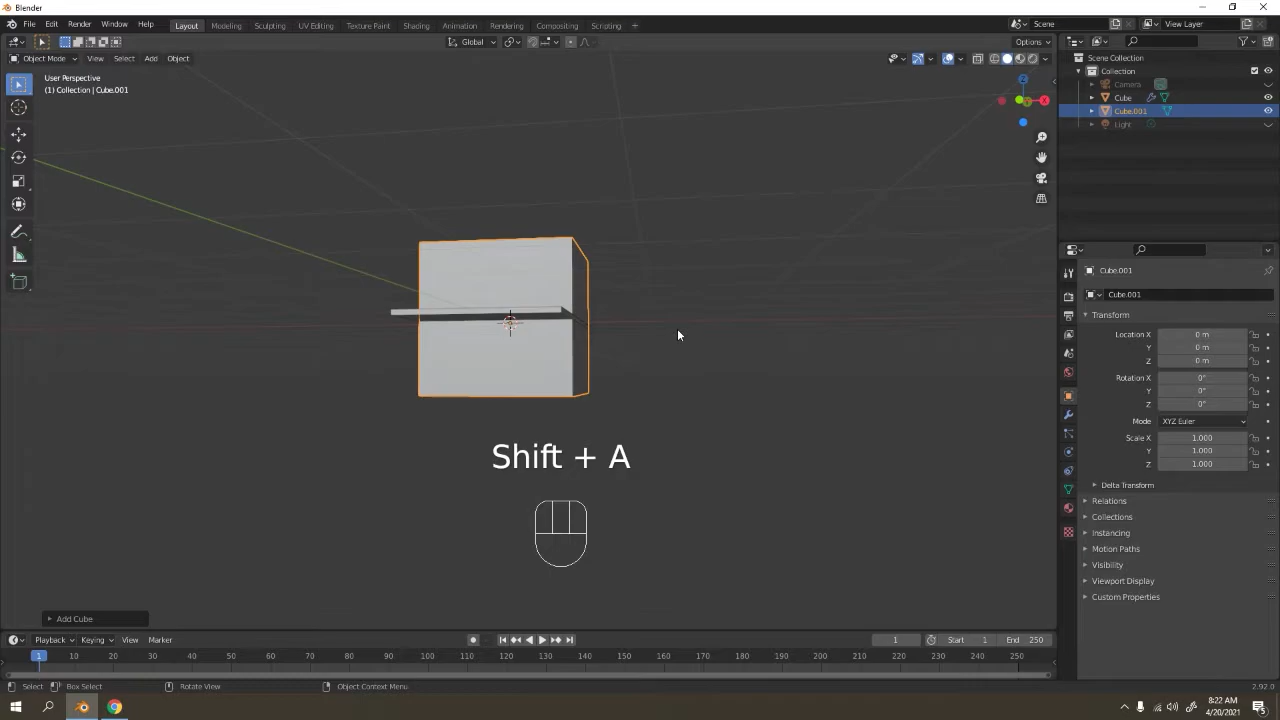 Blender
File Edit Render Window Help
Layout Modeling Sculpting UV Editing Texture Paint Shading Animation Rendering Compositing Scripting +
Scene
View Layer
Global
Options
Object Mode View Select Add Object
User Perspective
(1) Collection | Cube.001
Z
X
Scene Collection
Collection
Camera
Cube
Cube.001
Light
Cube.001
Cube.001
Transform
Location X 0 m
Y 0 m
Z 0 m
Rotation X 0°
Y 0°
Z 0°
Mode XYZ Euler
Scale X 1.000
Y 1.000
Z 1.000
Delta Transform
Relations
Collections
Instancing
Motion Paths
Visibility
Viewport Display
Custom Properties
Shift + A
Add Cube
Playback Keying View Marker
1 Start 1 End 250
1 10 20 30 40 50 60 70 80 90 100 110 120 130 140 150 160 170 180 190 200 210 220 230 240 250
Select Box Select Rotate View Object Context Menu 2.92.0
8:22 AM
4/20/2021